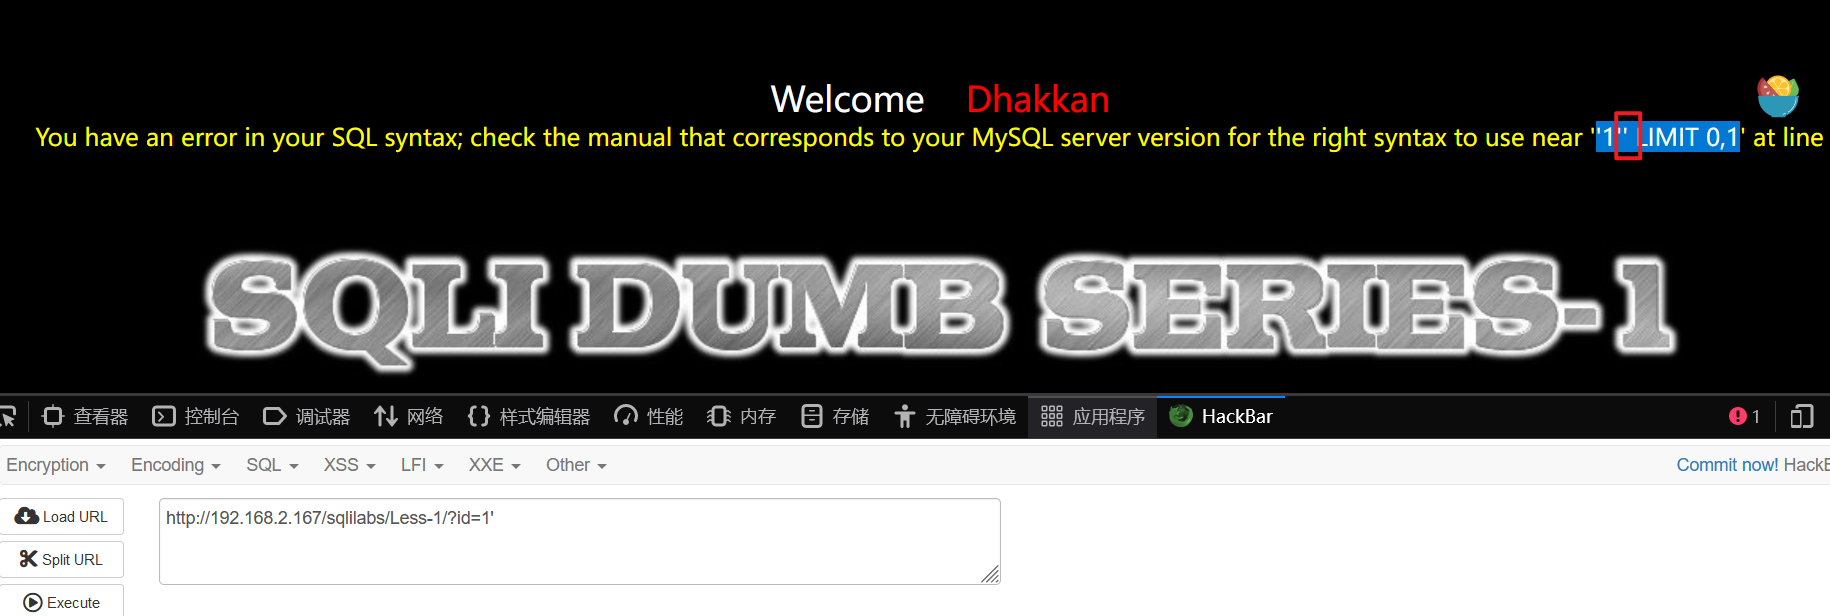 Welcome Dhakkan
You have an error in your SQL syntax; check the manual that corresponds to your MySQL server version for the right syntax to use near ''1'' LIMIT 0,1' at line
SQLI DUMB SERIES-1
查看器 控制台 调试器 网络 样式编辑器 性能 内存 存储 无障碍环境 应用程序 HackBar 1
Encryption Encoding SQL XSS LFI XXE Other Commit now! HackB
Load URL http://192.168.2.167/sqlilabs/Less-1/?id=1'
Split URL
Execute